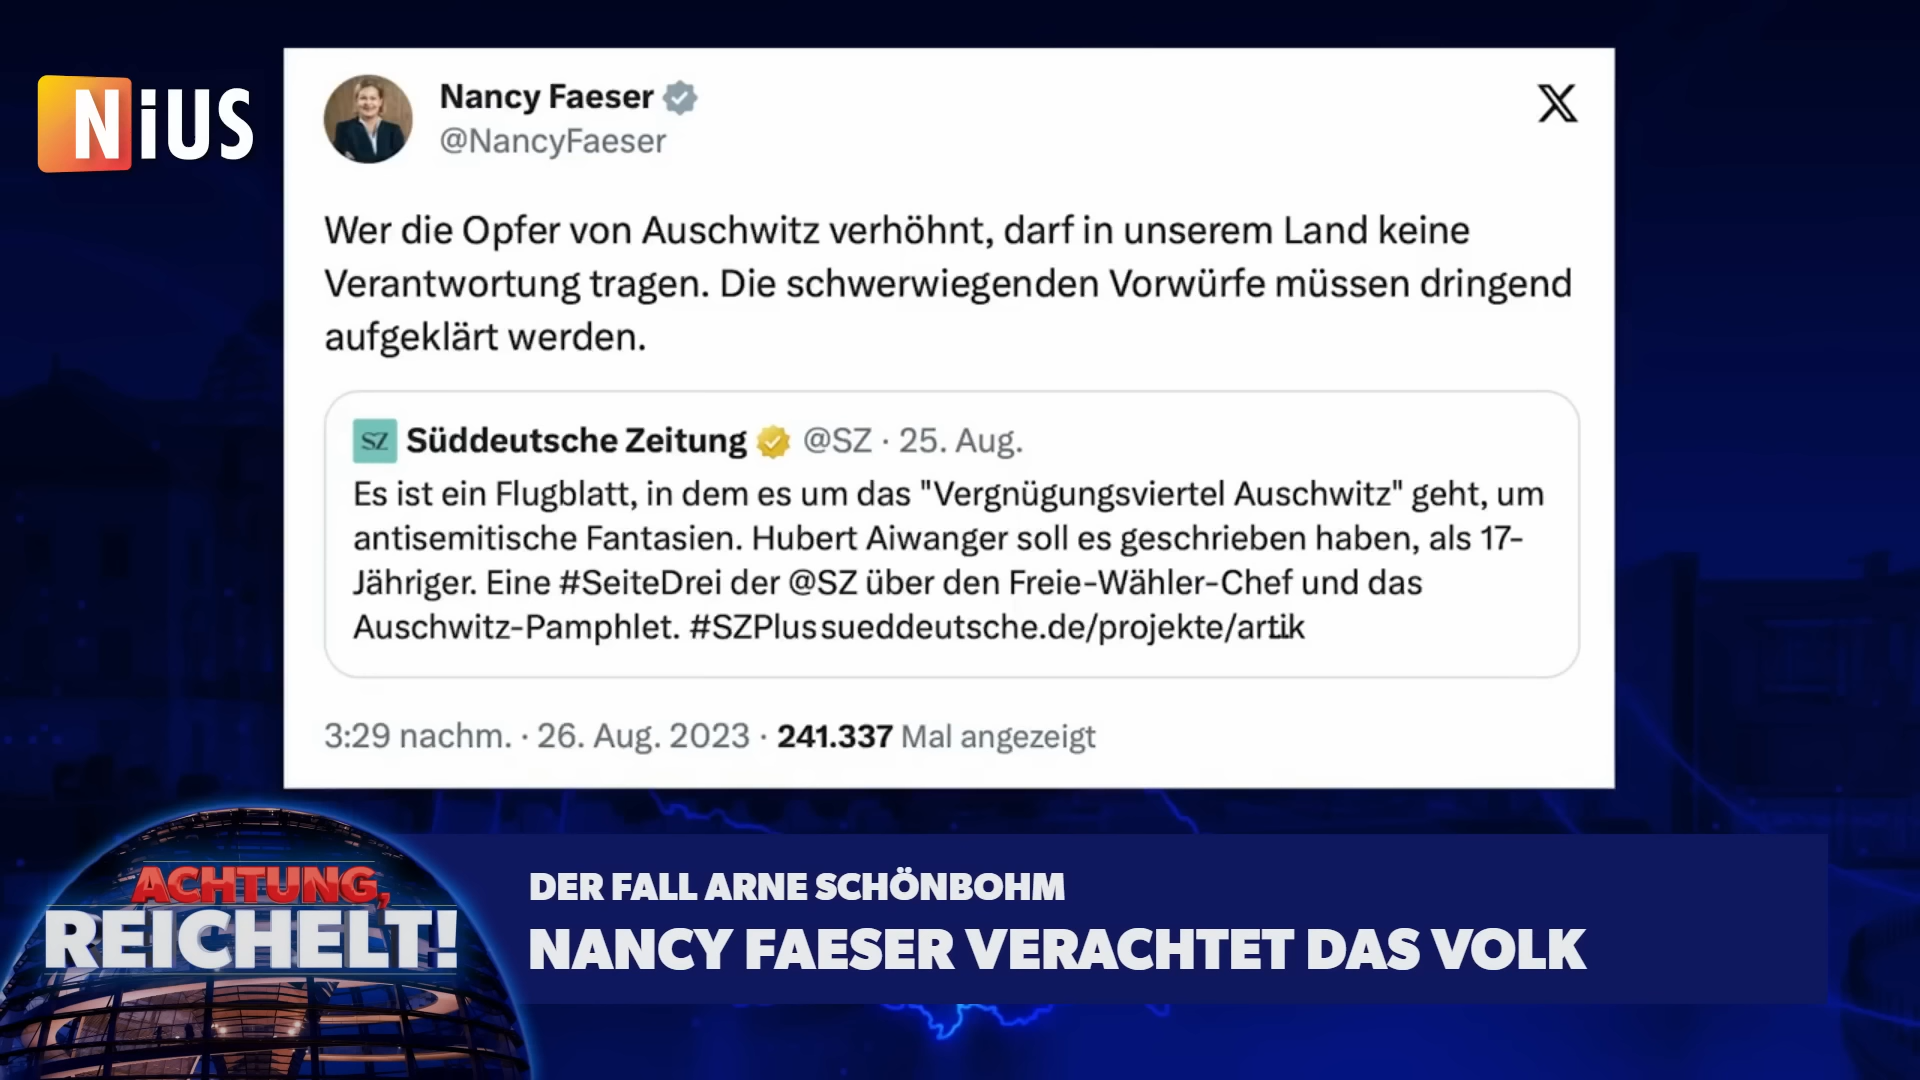 NiUS
Nancy Faeser
@NancyFaeser
X
Wer die Opfer von Auschwitz verhöhnt, darf in unserem Land keine
Verantwortung tragen. Die schwerwiegenden Vorwürfe müssen dringend
aufgeklärt werden.
SZ Süddeutsche Zeitung @SZ · 25. Aug.
Es ist ein Flugblatt, in dem es um das "Vergnügungsviertel Auschwitz" geht, um
antisemitische Fantasien. Hubert Aiwanger soll es geschrieben haben, als 17-
Jähriger. Eine #SeiteDrei der @SZ über den Freie-Wähler-Chef und das
Auschwitz-Pamphlet. #SZPlus sueddeutsche.de/projekte/artik
3:29 nachm. · 26. Aug. 2023 · 241.337 Mal angezeigt
ACHTUNG,
REICHELT!
DER FALL ARNE SCHÖNBOHM
NANCY FAESER VERACHTET DAS VOLK